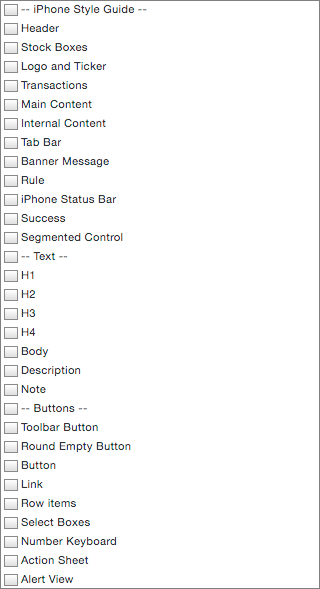 -- iPhone Style Guide --
Header
Stock Boxes
Logo and Ticker
Transactions
Main Content
Internal Content
Tab Bar
Banner Message
Rule
iPhone Status Bar
Success
Segmented Control
-- Text --
H1
H2
H3
H4
Body
Description
Note
-- Buttons --
Toolbar Button
Round Empty Button
Button
Link
Row items
Select Boxes
Number Keyboard
Action Sheet
Alert View